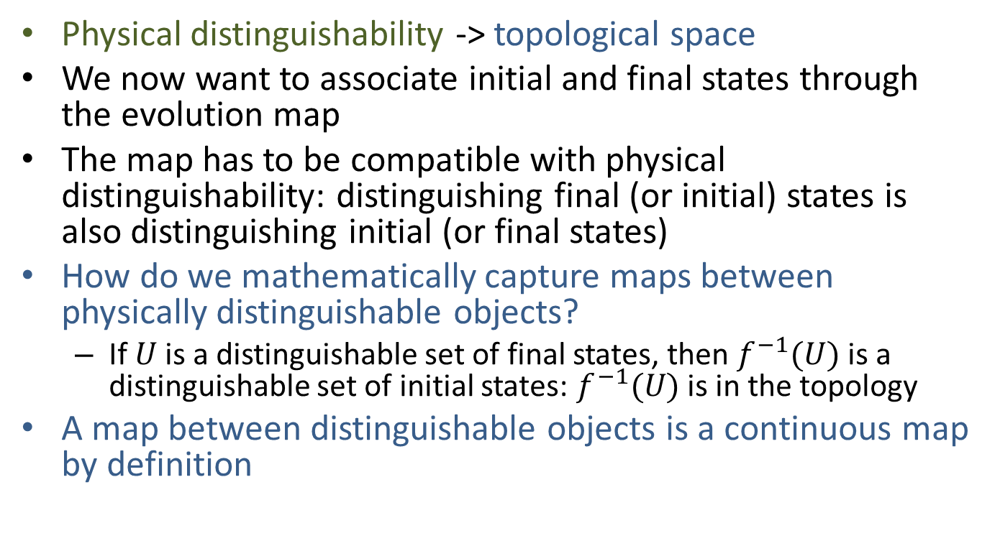 • Physical distinguishability -> topological space
• We now want to associate initial and final states through
the evolution map
• The map has to be compatible with physical
distinguishability: distinguishing final (or initial) states is
also distinguishing initial (or final states)
• How do we mathematically capture maps between
physically distinguishable objects?
– If 𝑈 is a distinguishable set of final states, then 𝑓⁻¹(𝑈) is a
distinguishable set of initial states: 𝑓⁻¹(𝑈) is in the topology
• A map between distinguishable objects is a continuous map
by definition